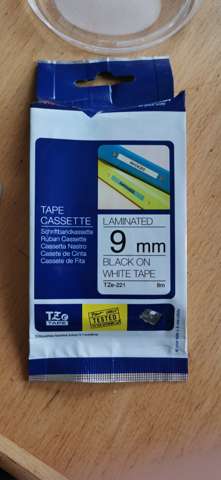 TAPE
CASSETTE
Schriftbandkassette
Ruban Cassette
Cassetta Nastro
Casete de Cinta
Cassete de Fita
LAMINATED
9 mm
BLACK ON
WHITE TAPE
TZe-221
8m
TZe
TAPE
TESTED